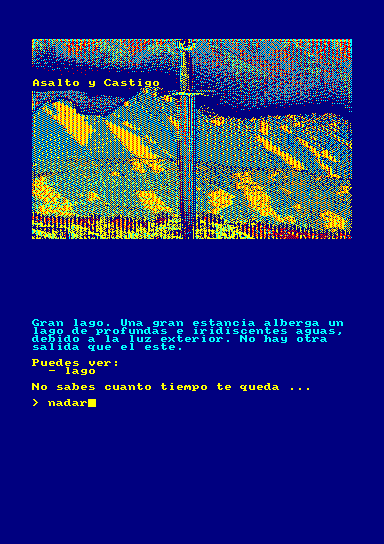 Asalto y Castigo
Gran lago. Una gran estancia alberga un
lago de profundas e iridiscentes aguas,
debido a la luz exterior. No hay otra
salida que el este.
Puedes ver:
- lago
No sabes cuanto tiempo te queda ...
> nadar